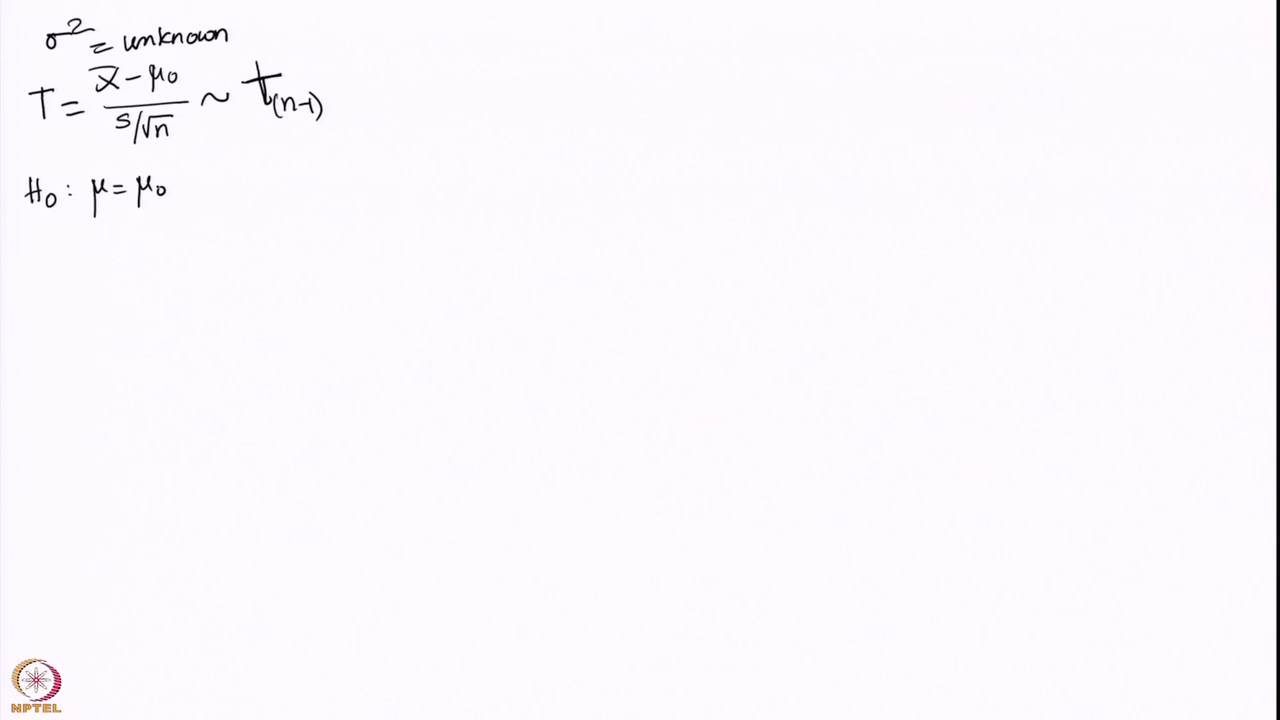 σ² = unknown
T = x̄ - μ₀ / s/√n ~ t(n-1)
H₀ : μ = μ₀
NPTEL